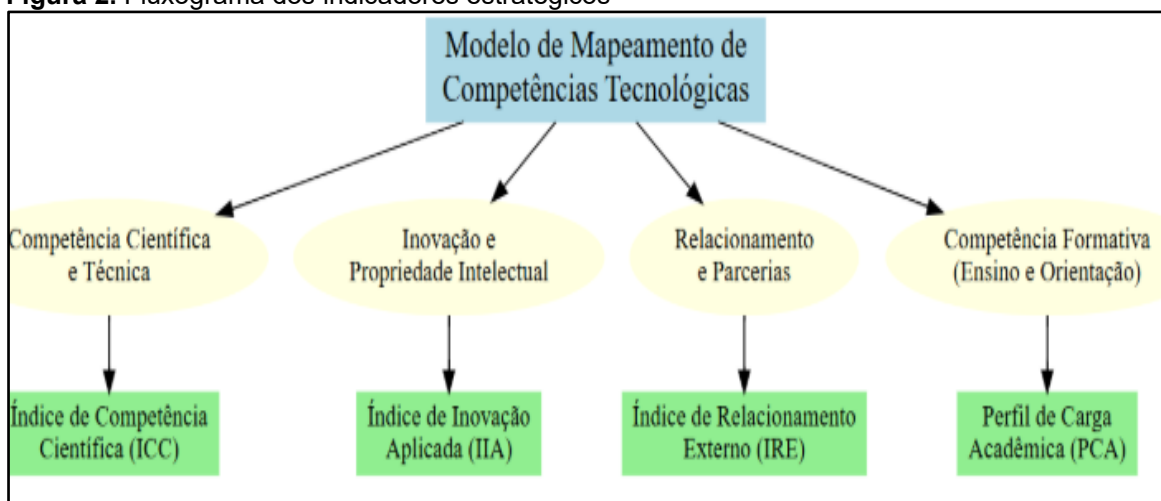 Figura 2. Fluxograma dos indicadores estratégicos
Modelo de Mapeamento de
Competências Tecnológicas
Competência Científica
e Técnica
Inovação e
Propriedade Intelectual
Relacionamento
e Parcerias
Competência Formativa
(Ensino e Orientação)
Índice de Competência
Científica (ICC)
Índice de Inovação
Aplicada (IIA)
Índice de Relacionamento
Externo (IRE)
Perfil de Carga
Acadêmica (PCA)